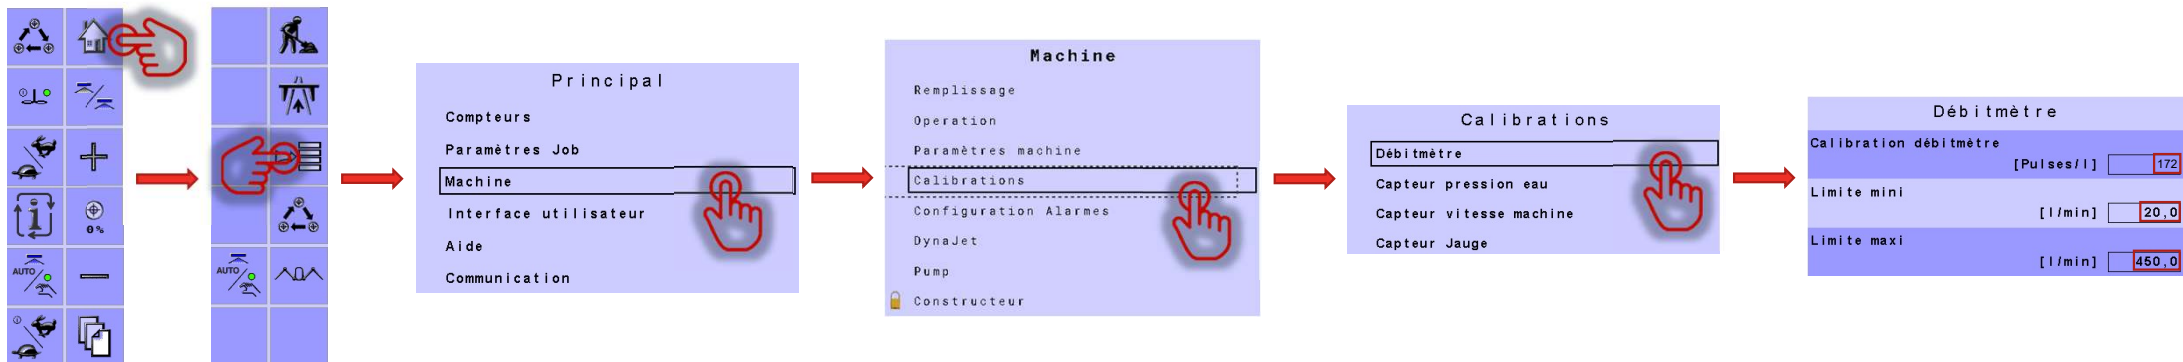 0%
AUTO
AUTO
Principal
Compteurs
Paramètres Job
Machine
Interface utilisateur
Aide
Communication
Machine
Remplissage
Operation
Paramètres machine
Calibrations
Configuration Alarmes
DynaJet
Pump
Constructeur
Calibrations
Débitmètre
Capteur pression eau
Capteur vitesse machine
Capteur Jauge
Débitmètre
Calibration débitmètre
[Pulses/l] 172
Limite mini
[l/min] 20,0
Limite maxi
[l/min] 450,0